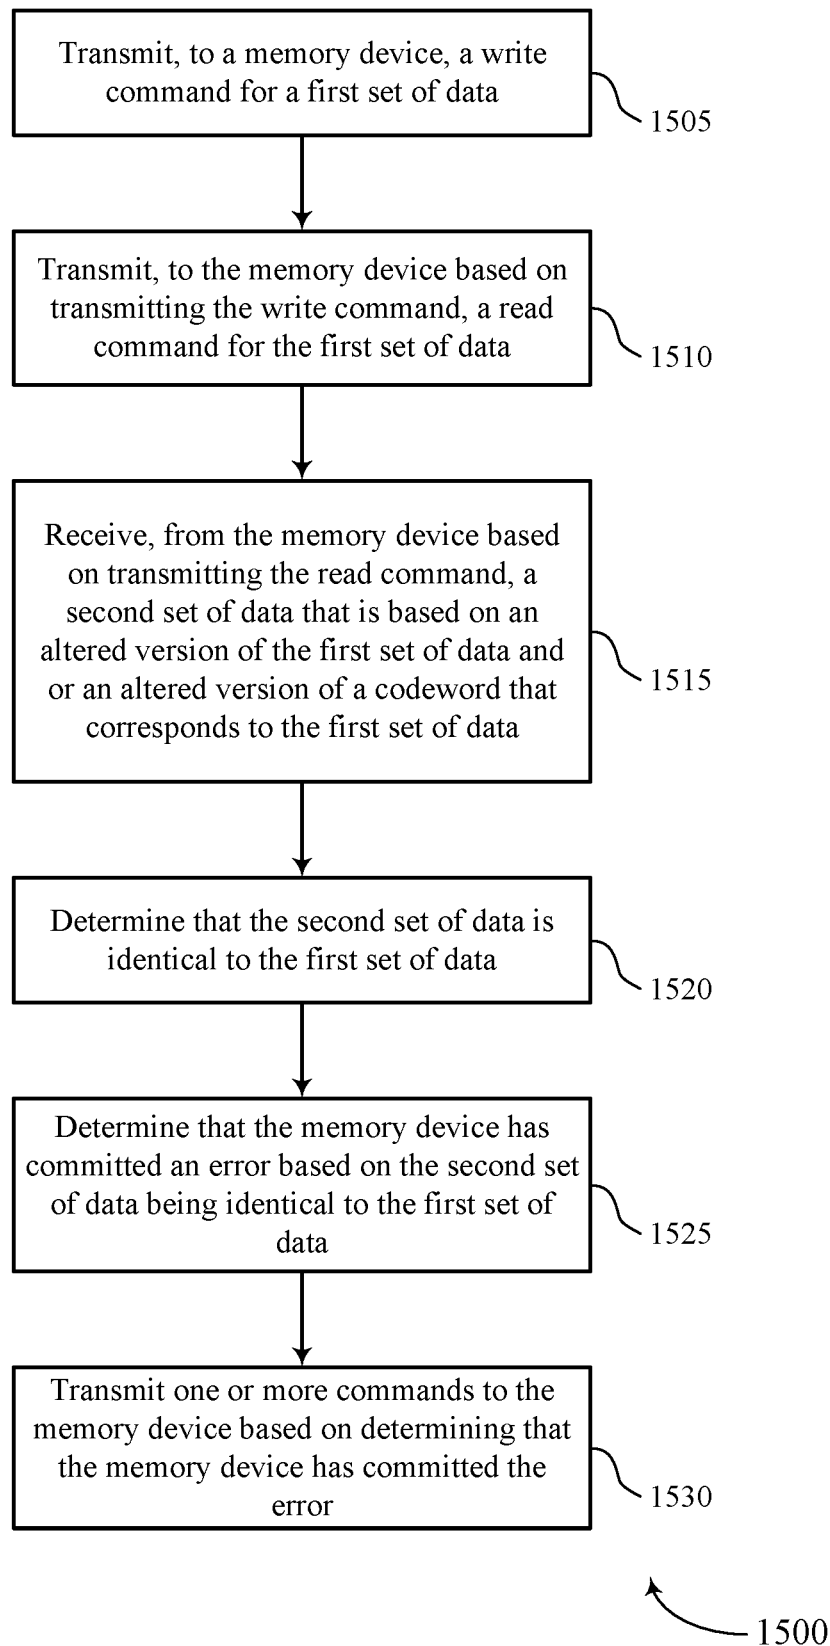 Transmit, to a memory device, a write
command for a first set of data
1505
Transmit, to the memory device based on
transmitting the write command, a read
command for the first set of data
1510
Receive, from the memory device based
on transmitting the read command, a
second set of data that is based on an
altered version of the first set of data and
or an altered version of a codeword that
corresponds to the first set of data
1515
Determine that the second set of data is
identical to the first set of data
1520
Determine that the memory device has
committed an error based on the second set
of data being identical to the first set of
data
1525
Transmit one or more commands to the
memory device based on determining that
the memory device has committed the
error
1530
1500